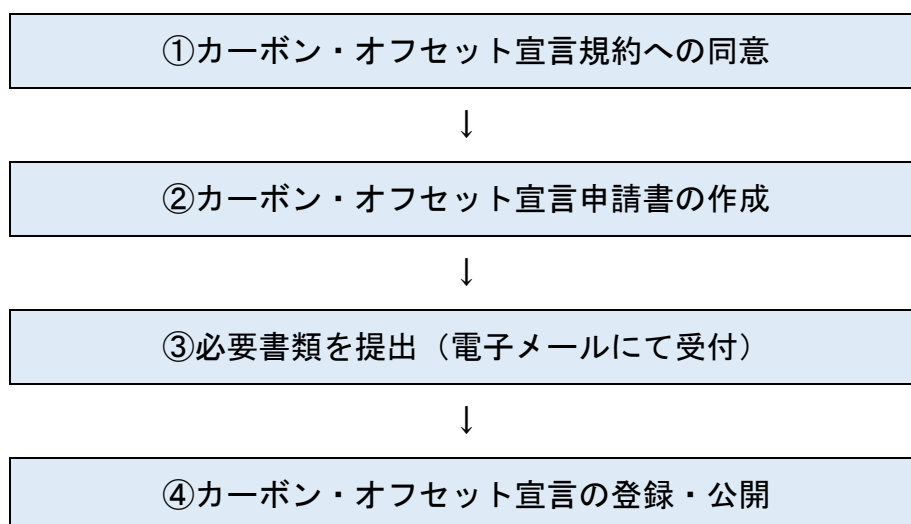 ①カーボン・オフセット宣言規約への同意
↓
②カーボン・オフセット宣言申請書の作成
↓
③必要書類を提出（電子メールにて受付）
↓
④カーボン・オフセット宣言の登録・公開